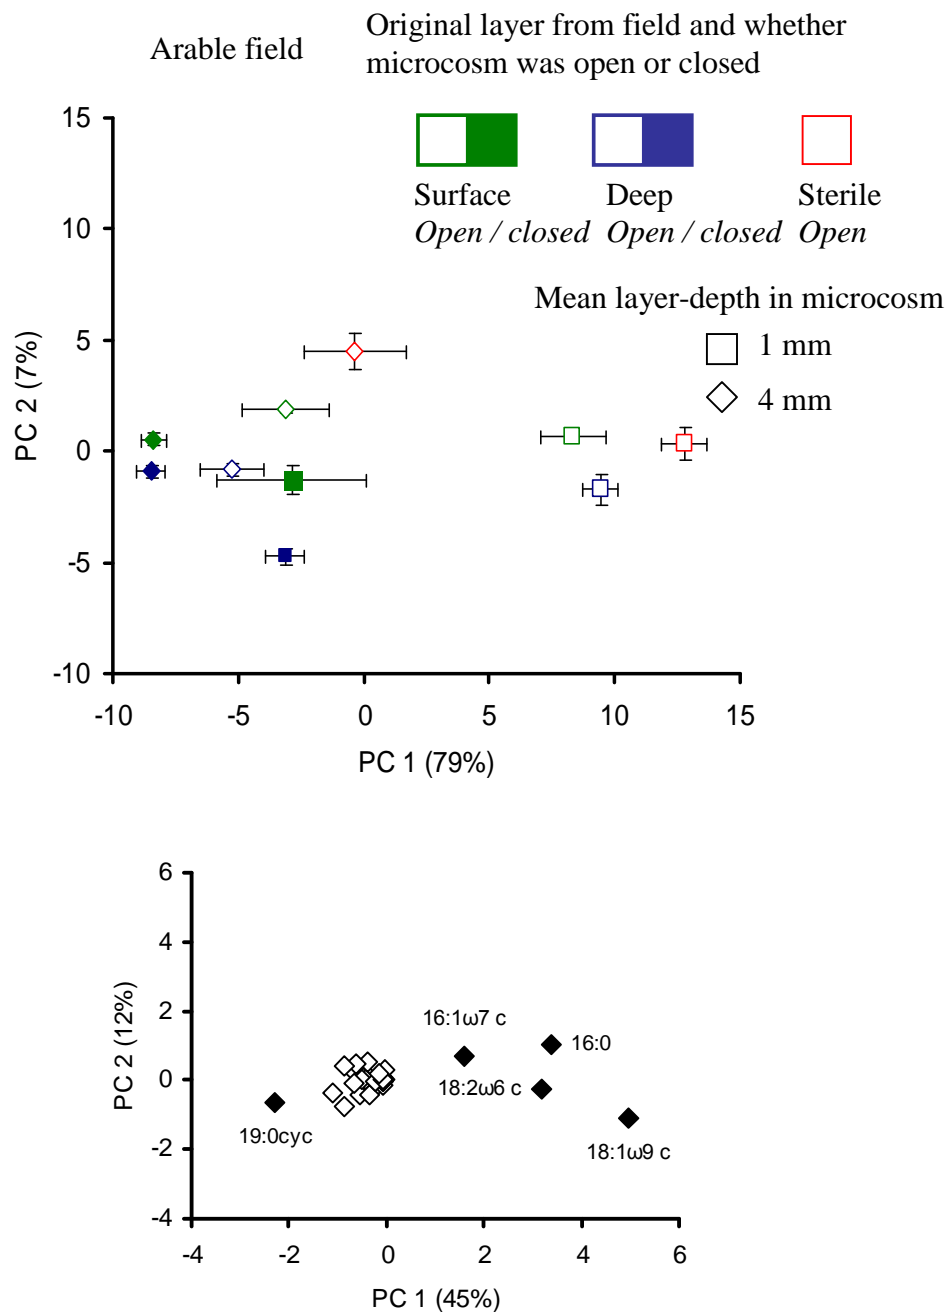 Arable field
Original layer from field and whether
microcosm was open or closed
Surface
Open / closed
Deep
Open / closed
Sterile
Open
Mean layer-depth in microcosm
1 mm
4 mm
15
10
5
0
-5
-10
PC 2 (7%)
-10 -5 0 5 10 15
PC 1 (79%)
6
4
2
0
-2
-4
PC 2 (12%)
16:1ω7 c
16:0
18:2ω6 c
19:0cyc
18:1ω9 c
-4 -2 0 2 4 6
PC 1 (45%)